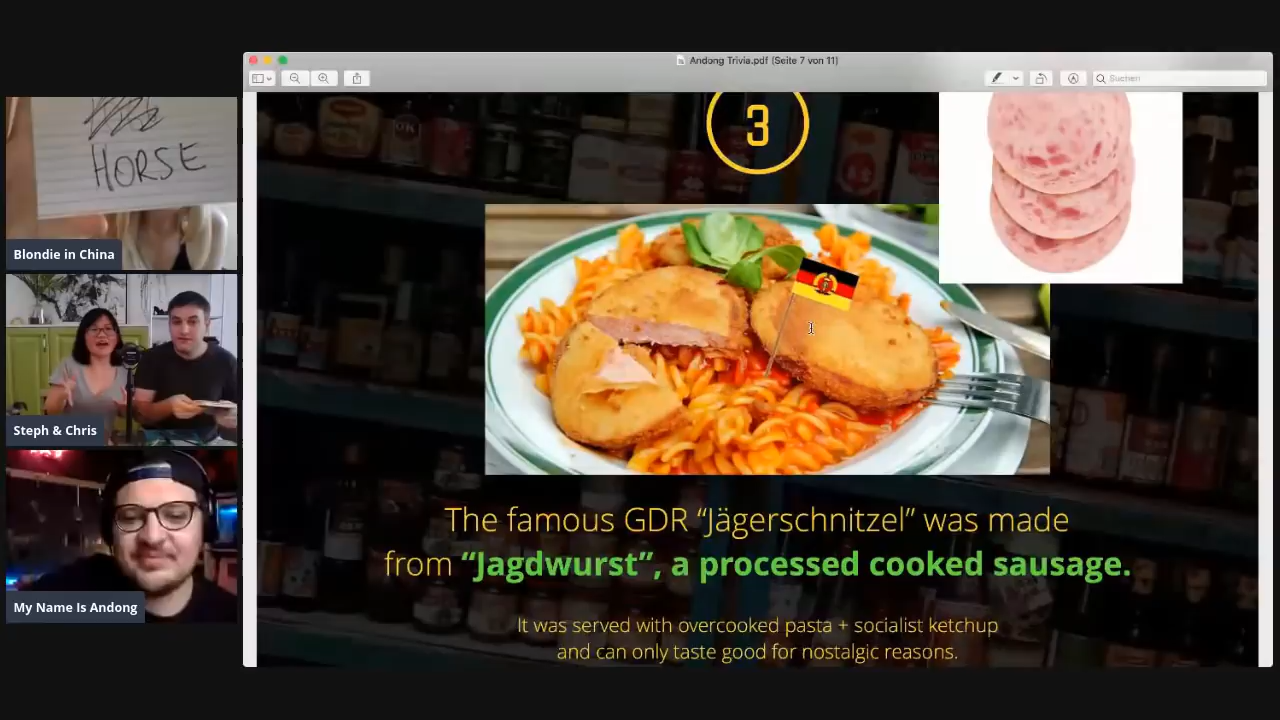 Andong Trivia.pdf (Seite 7 von 11)
Suchen
HORSE
Blondie in China
Steph & Chris
My Name Is Andong
3
The famous GDR “Jägerschnitzel” was made
from “Jagdwurst”, a processed cooked sausage.
It was served with overcooked pasta + socialist ketchup
and can only taste good for nostalgic reasons.